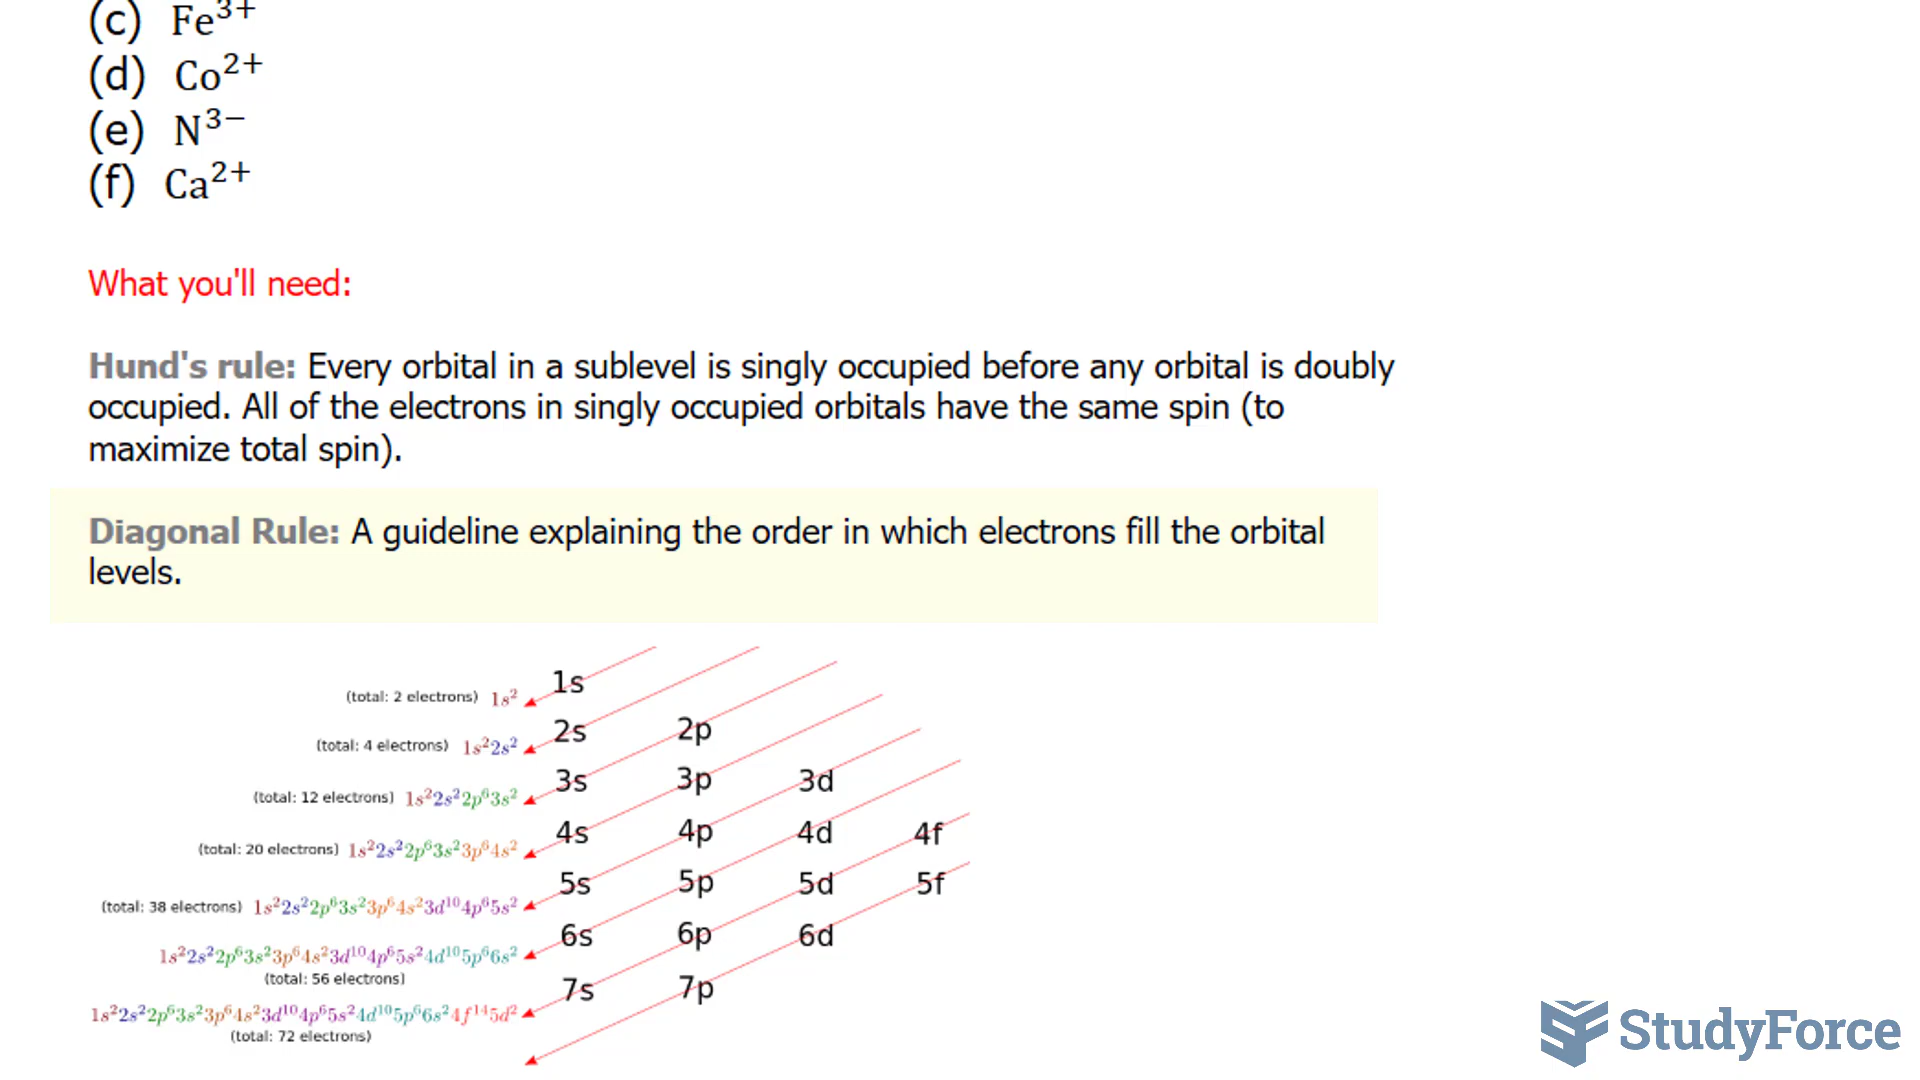 (c) Fe³⁺
(d) Co²⁺
(e) N³⁻
(f) Ca²⁺
What you'll need:
Hund's rule: Every orbital in a sublevel is singly occupied before any orbital is doubly
occupied. All of the electrons in singly occupied orbitals have the same spin (to
maximize total spin).
Diagonal Rule: A guideline explaining the order in which electrons fill the orbital
levels.
(total: 2 electrons) 1s² 1s
(total: 4 electrons) 1s²2s² 2s 2p
(total: 12 electrons) 1s²2s²2p⁶3s² 3s 3p 3d
(total: 20 electrons) 1s²2s²2p⁶3s²3p⁶4s² 4s 4p 4d 4f
(total: 38 electrons) 1s²2s²2p⁶3s²3p⁶4s²3d¹⁰4p⁶5s² 5s 5p 5d 5f
1s²2s²2p⁶3s²3p⁶4s²3d¹⁰4p⁶5s²4d¹⁰5p⁶6s² 6s 6p 6d
(total: 56 electrons)
1s²2s²2p⁶3s²3p⁶4s²3d¹⁰4p⁶5s²4d¹⁰5p⁶6s²4f¹⁴5d² 7s 7p
(total: 72 electrons)
StudyForce